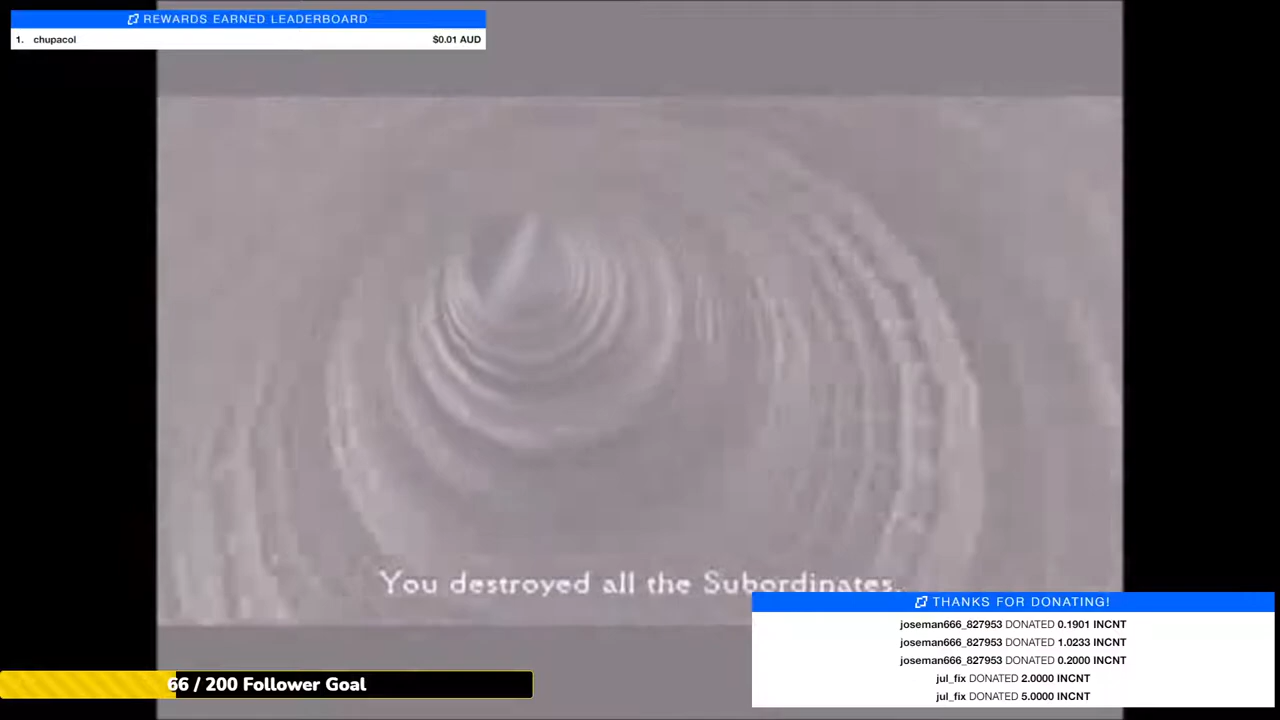 REWARDS EARNED LEADERBOARD
1. chupacol $0.01 AUD
You destroyed all the Subordinates.
THANKS FOR DONATING!
joseman666_827953 DONATED 0.1901 INCNT
joseman666_827953 DONATED 1.0233 INCNT
joseman666_827953 DONATED 0.2000 INCNT
jul_fix DONATED 2.0000 INCNT
jul_fix DONATED 5.0000 INCNT
66 / 200 Follower Goal